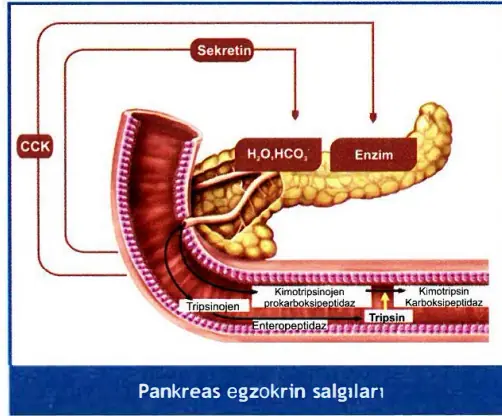 Sekretin
CCK
H₂O,HCO₃⁻
Enzim
Tripsinojen
Kimotripsinojen
prokarboksipeptidaz
Kimotripsin
Karboksipeptidaz
Enteropeptidaz
Tripsin
Pankreas egzokrin salgıları